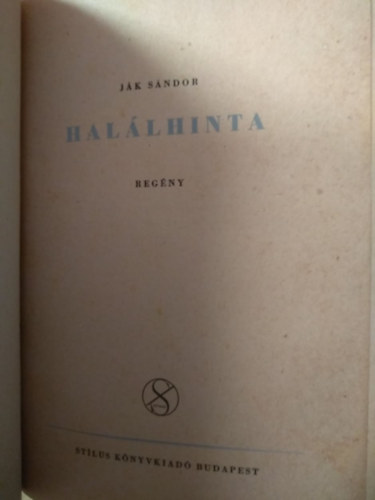 JÁK SÁNDOR
HALÁLHINTA
REGÉNY
STÍLUS KÖNYVKIADÓ BUDAPEST